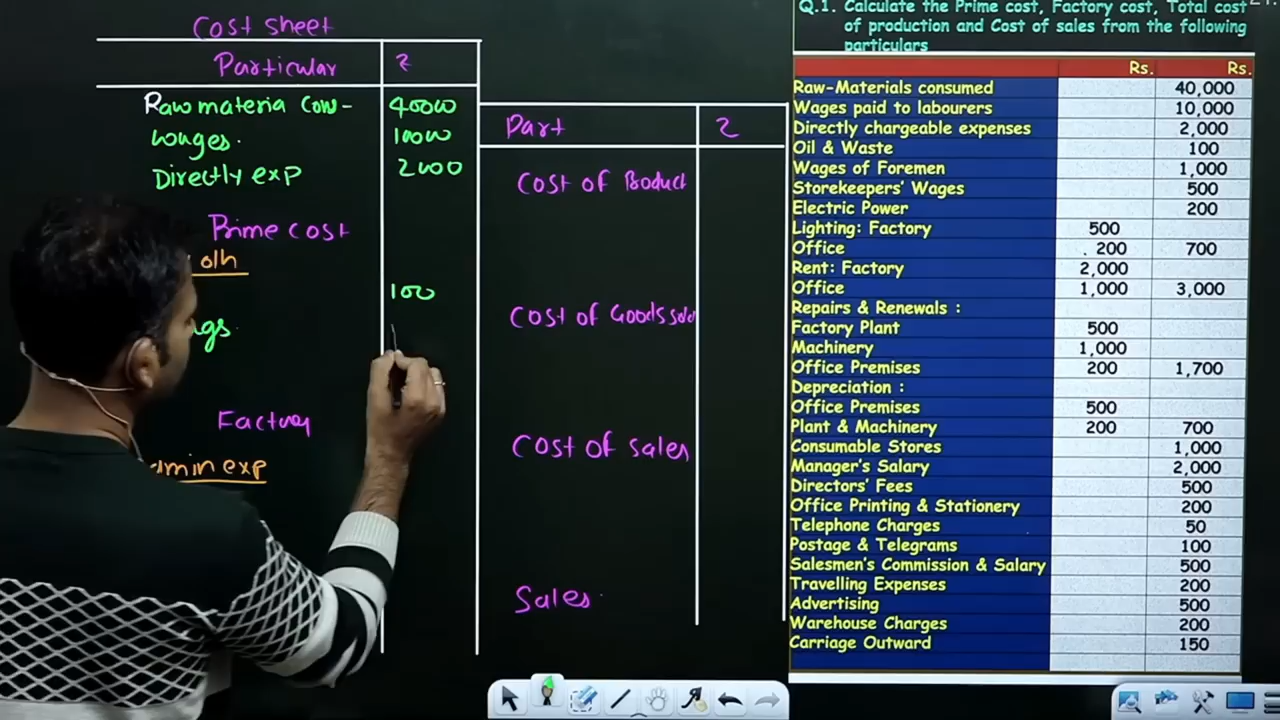 Cost sheet
Particular ₹
Raw materia Con- 40000
Wages. 10000
Directly exp 2000
Prime cost
o/h
100
Factory
admin exp
Part ₹
Cost of Product
Cost of Goods sold
Cost of sales
Sales.
Q.1. Calculate the Prime cost, Factory cost, Total cost
of production and Cost of sales from the following
particulars
Rs. Rs.
Raw-Materials consumed 40,000
Wages paid to labourers 10,000
Directly chargeable expenses 2,000
Oil & Waste 100
Wages of Foremen 1,000
Storekeepers' Wages 500
Electric Power 200
Lighting: Factory 500
Office . 200 700
Rent: Factory 2,000
Office 1,000 3,000
Repairs & Renewals :
Factory Plant 500
Machinery 1,000
Office Premises 200 1,700
Depreciation :
Office Premises 500
Plant & Machinery 200 700
Consumable Stores 1,000
Manager's Salary 2,000
Directors' Fees 500
Office Printing & Stationery 200
Telephone Charges 50
Postage & Telegrams 100
Salesmen's Commission & Salary 500
Travelling Expenses 200
Advertising 500
Warehouse Charges 200
Carriage Outward 150